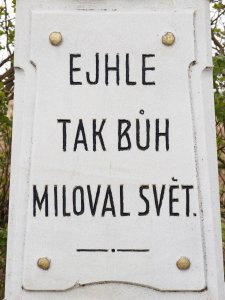 EJHLE
TAK BŮH
MILOVAL SVĚT.